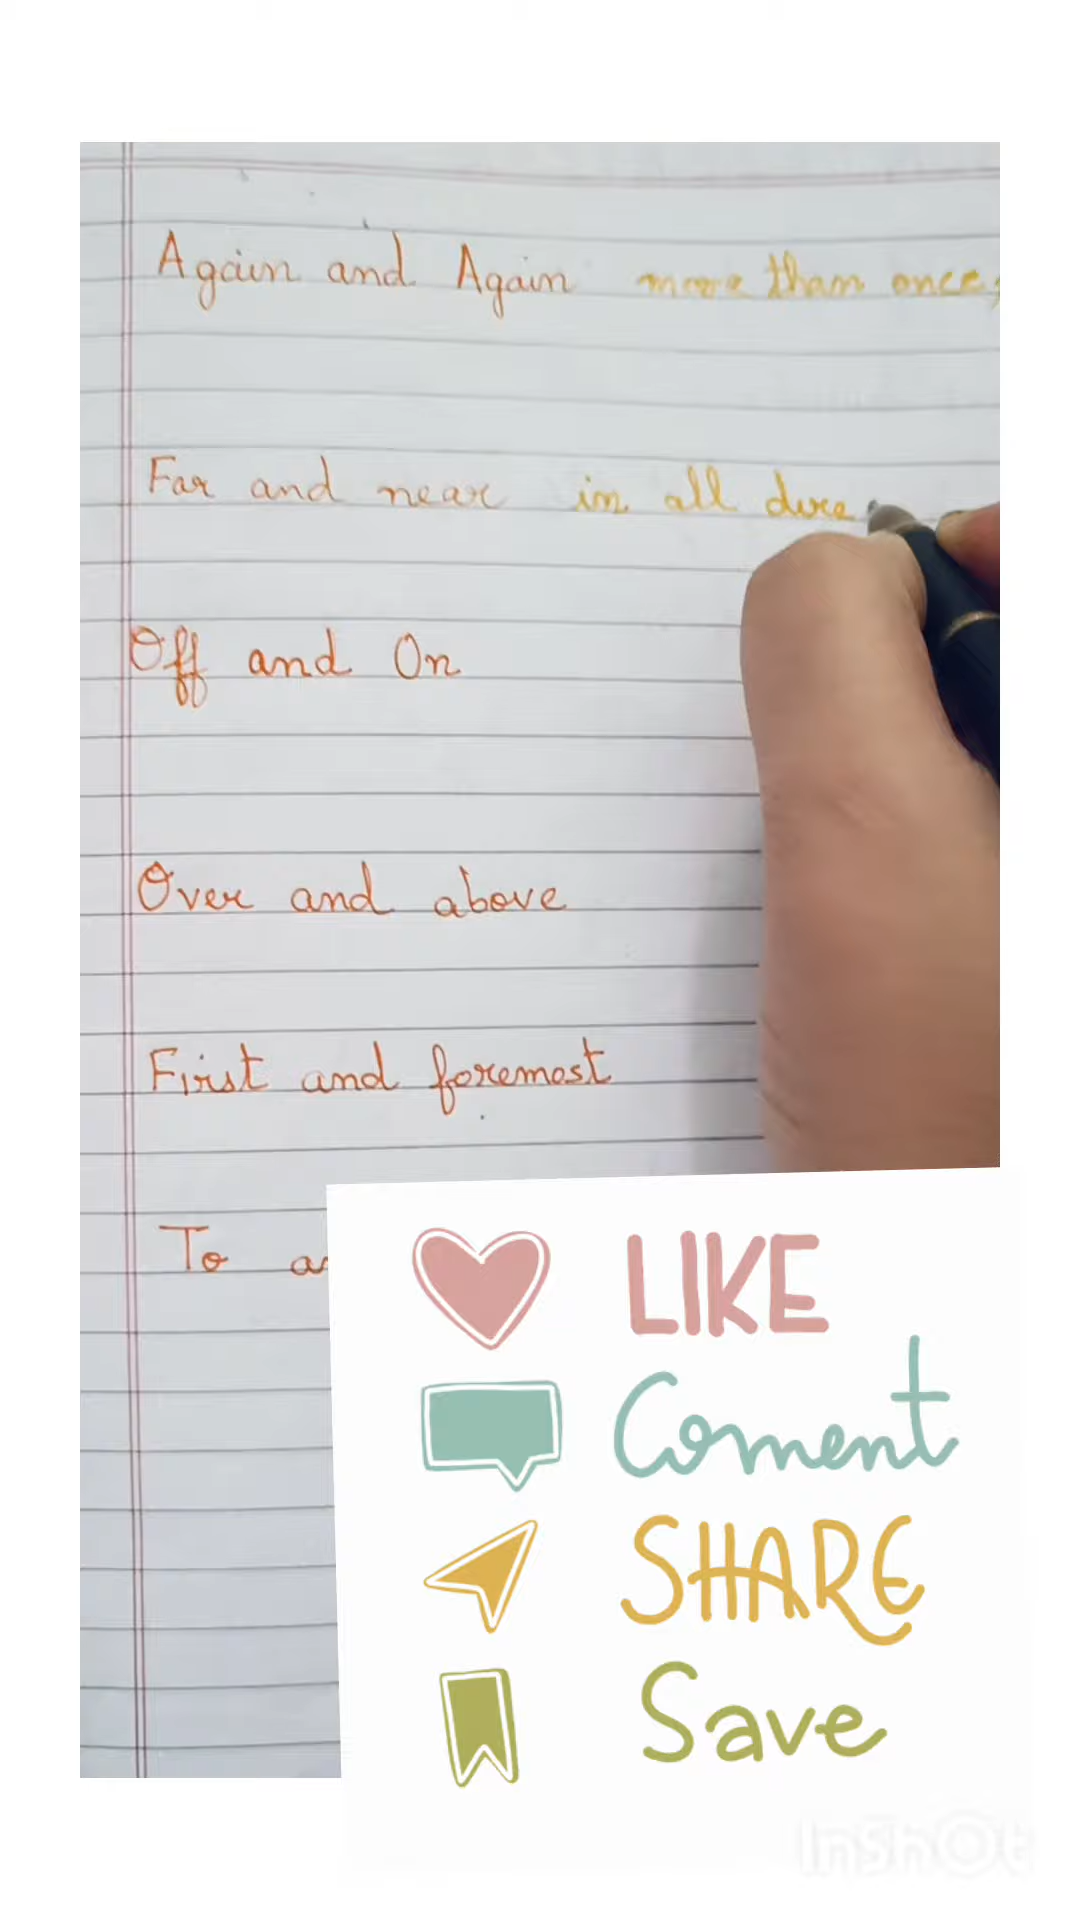 Again and Again more than once,
Far and near in all dire
Off and On
Over and above
First and foremost
To
LIKE
Coment
SHARE
Save
InShOt